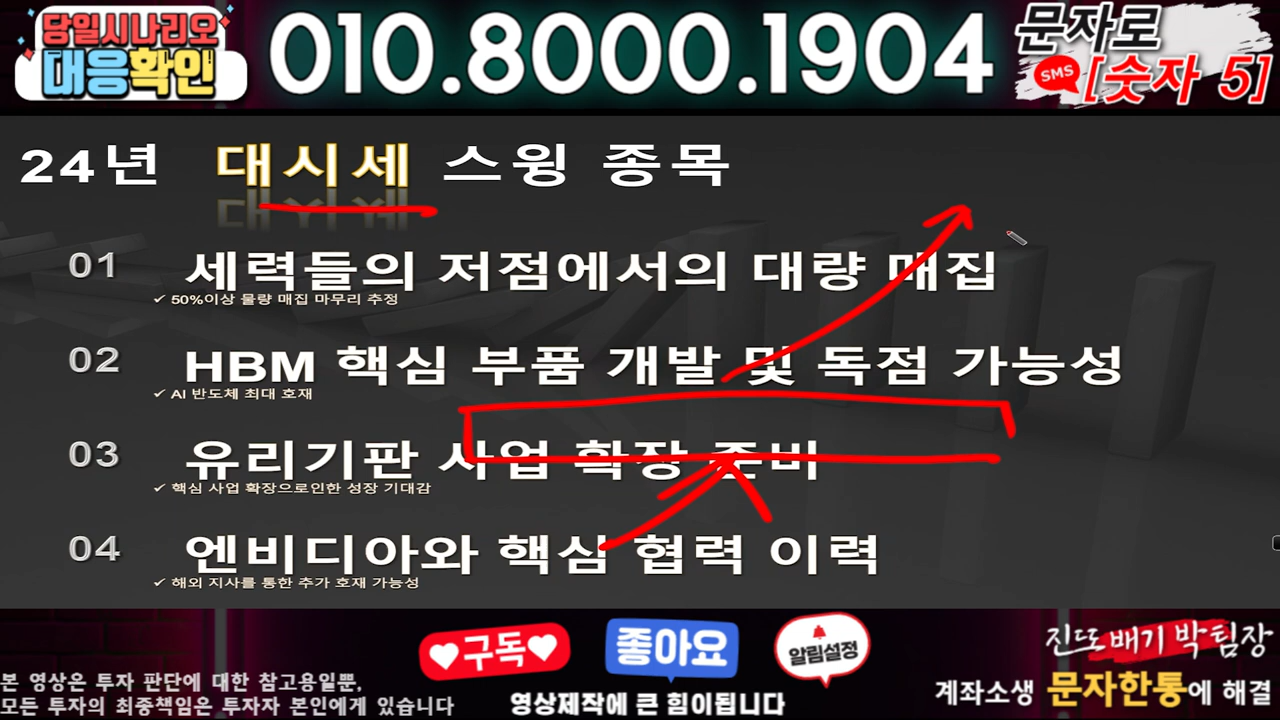 당일시나리오
대응확인
010.8000.1904
문자로
SMS [숫자 5]
24년 대시세 스윙 종목
01 세력들의 저점에서의 대량 매집
✓ 50%이상 물량 매집 마무리 추정
02 HBM 핵심 부품 개발 및 독점 가능성
✓ AI 반도체 최대 호재
03 유리기판 사업 확장 준비
✓ 핵심 사업 확장으로인한 성장 기대감
04 엔비디아와 핵심 협력 이력
✓ 해외 지사를 통한 추가 호재 가능성
구독
좋아요
알림설정
영상제작에 큰 힘이됩니다
본 영상은 투자 판단에 대한 참고용일뿐,
모든 투자의 최종책임은 투자자 본인에게 있습니다
진또배기 박팀장
계좌소생 문자한통에 해결